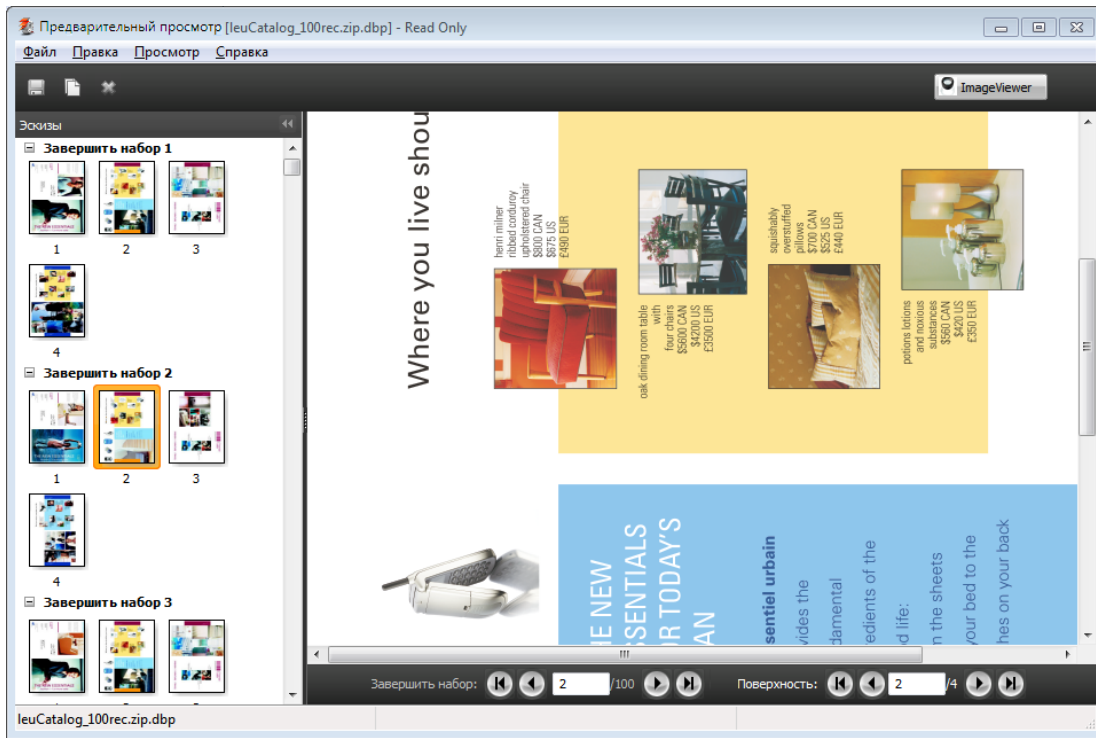 Предварительный просмотр [leuCatalog_100rec.zip.dbp] - Read Only
Файл Правка Просмотр Справка
ImageViewer
Эскизы
Завершить набор 1
1 2 3
4
Завершить набор 2
1 2 3
4
Завершить набор 3
Where you live shou
henri milner
ribbed corduroy
upholstered chair
$800 CAN
$675 US
£490 EUR
oak dining room table
with
four chairs
$5600 CAN
$4200 US
£3500 EUR
squishably
overstuffed
pillows
$700 CAN
$525 US
£440 EUR
potions lotions
and noxious
substances
$560 CAN
$420 US
£350 EUR
HE NEW
SSENTIALS
OR TODAY'S
AN
sentiel urbain
vides the
damental
edients of the
d life:
n the sheets
your bed to the
hes on your back
Завершить набор: 2 /100 Поверхность: 2 /4
leuCatalog_100rec.zip.dbp